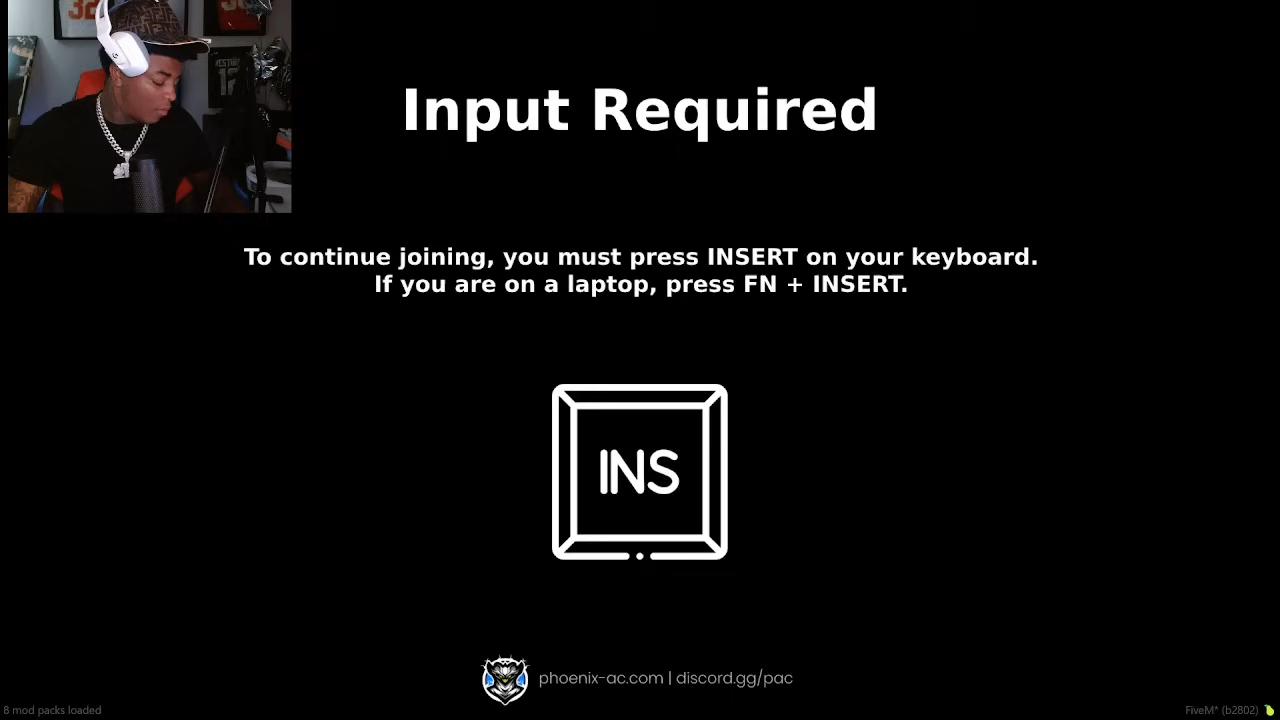 Input Required
To continue joining, you must press INSERT on your keyboard.
If you are on a laptop, press FN + INSERT.
INS
phoenix-ac.com | discord.gg/pac
8 mod packs loaded
FiveM* (b2802)